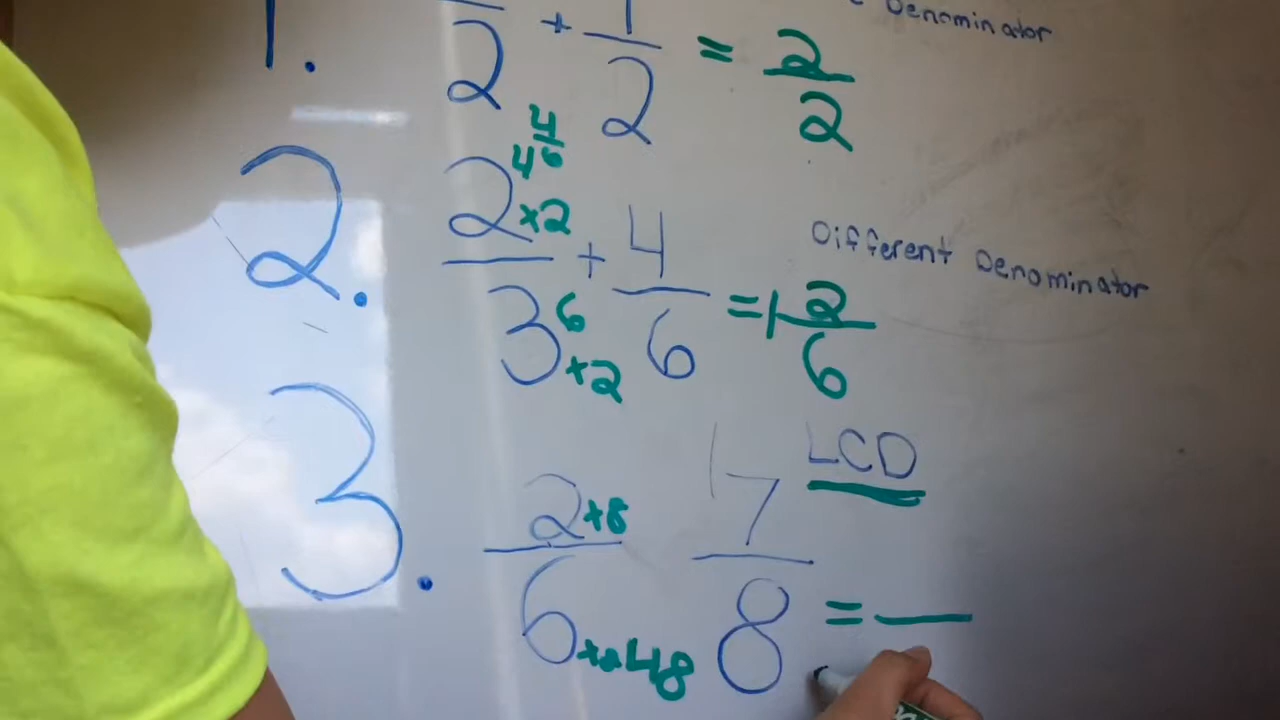 Denominator
1. 2 + 1/2 = 2/2
4/6
2. 2 4 ×2 / 3 6 ×2 + 4/6 = 1 2/6
Different Denominator
LCD
3. 2 ×8 / 6 48 7/8 =